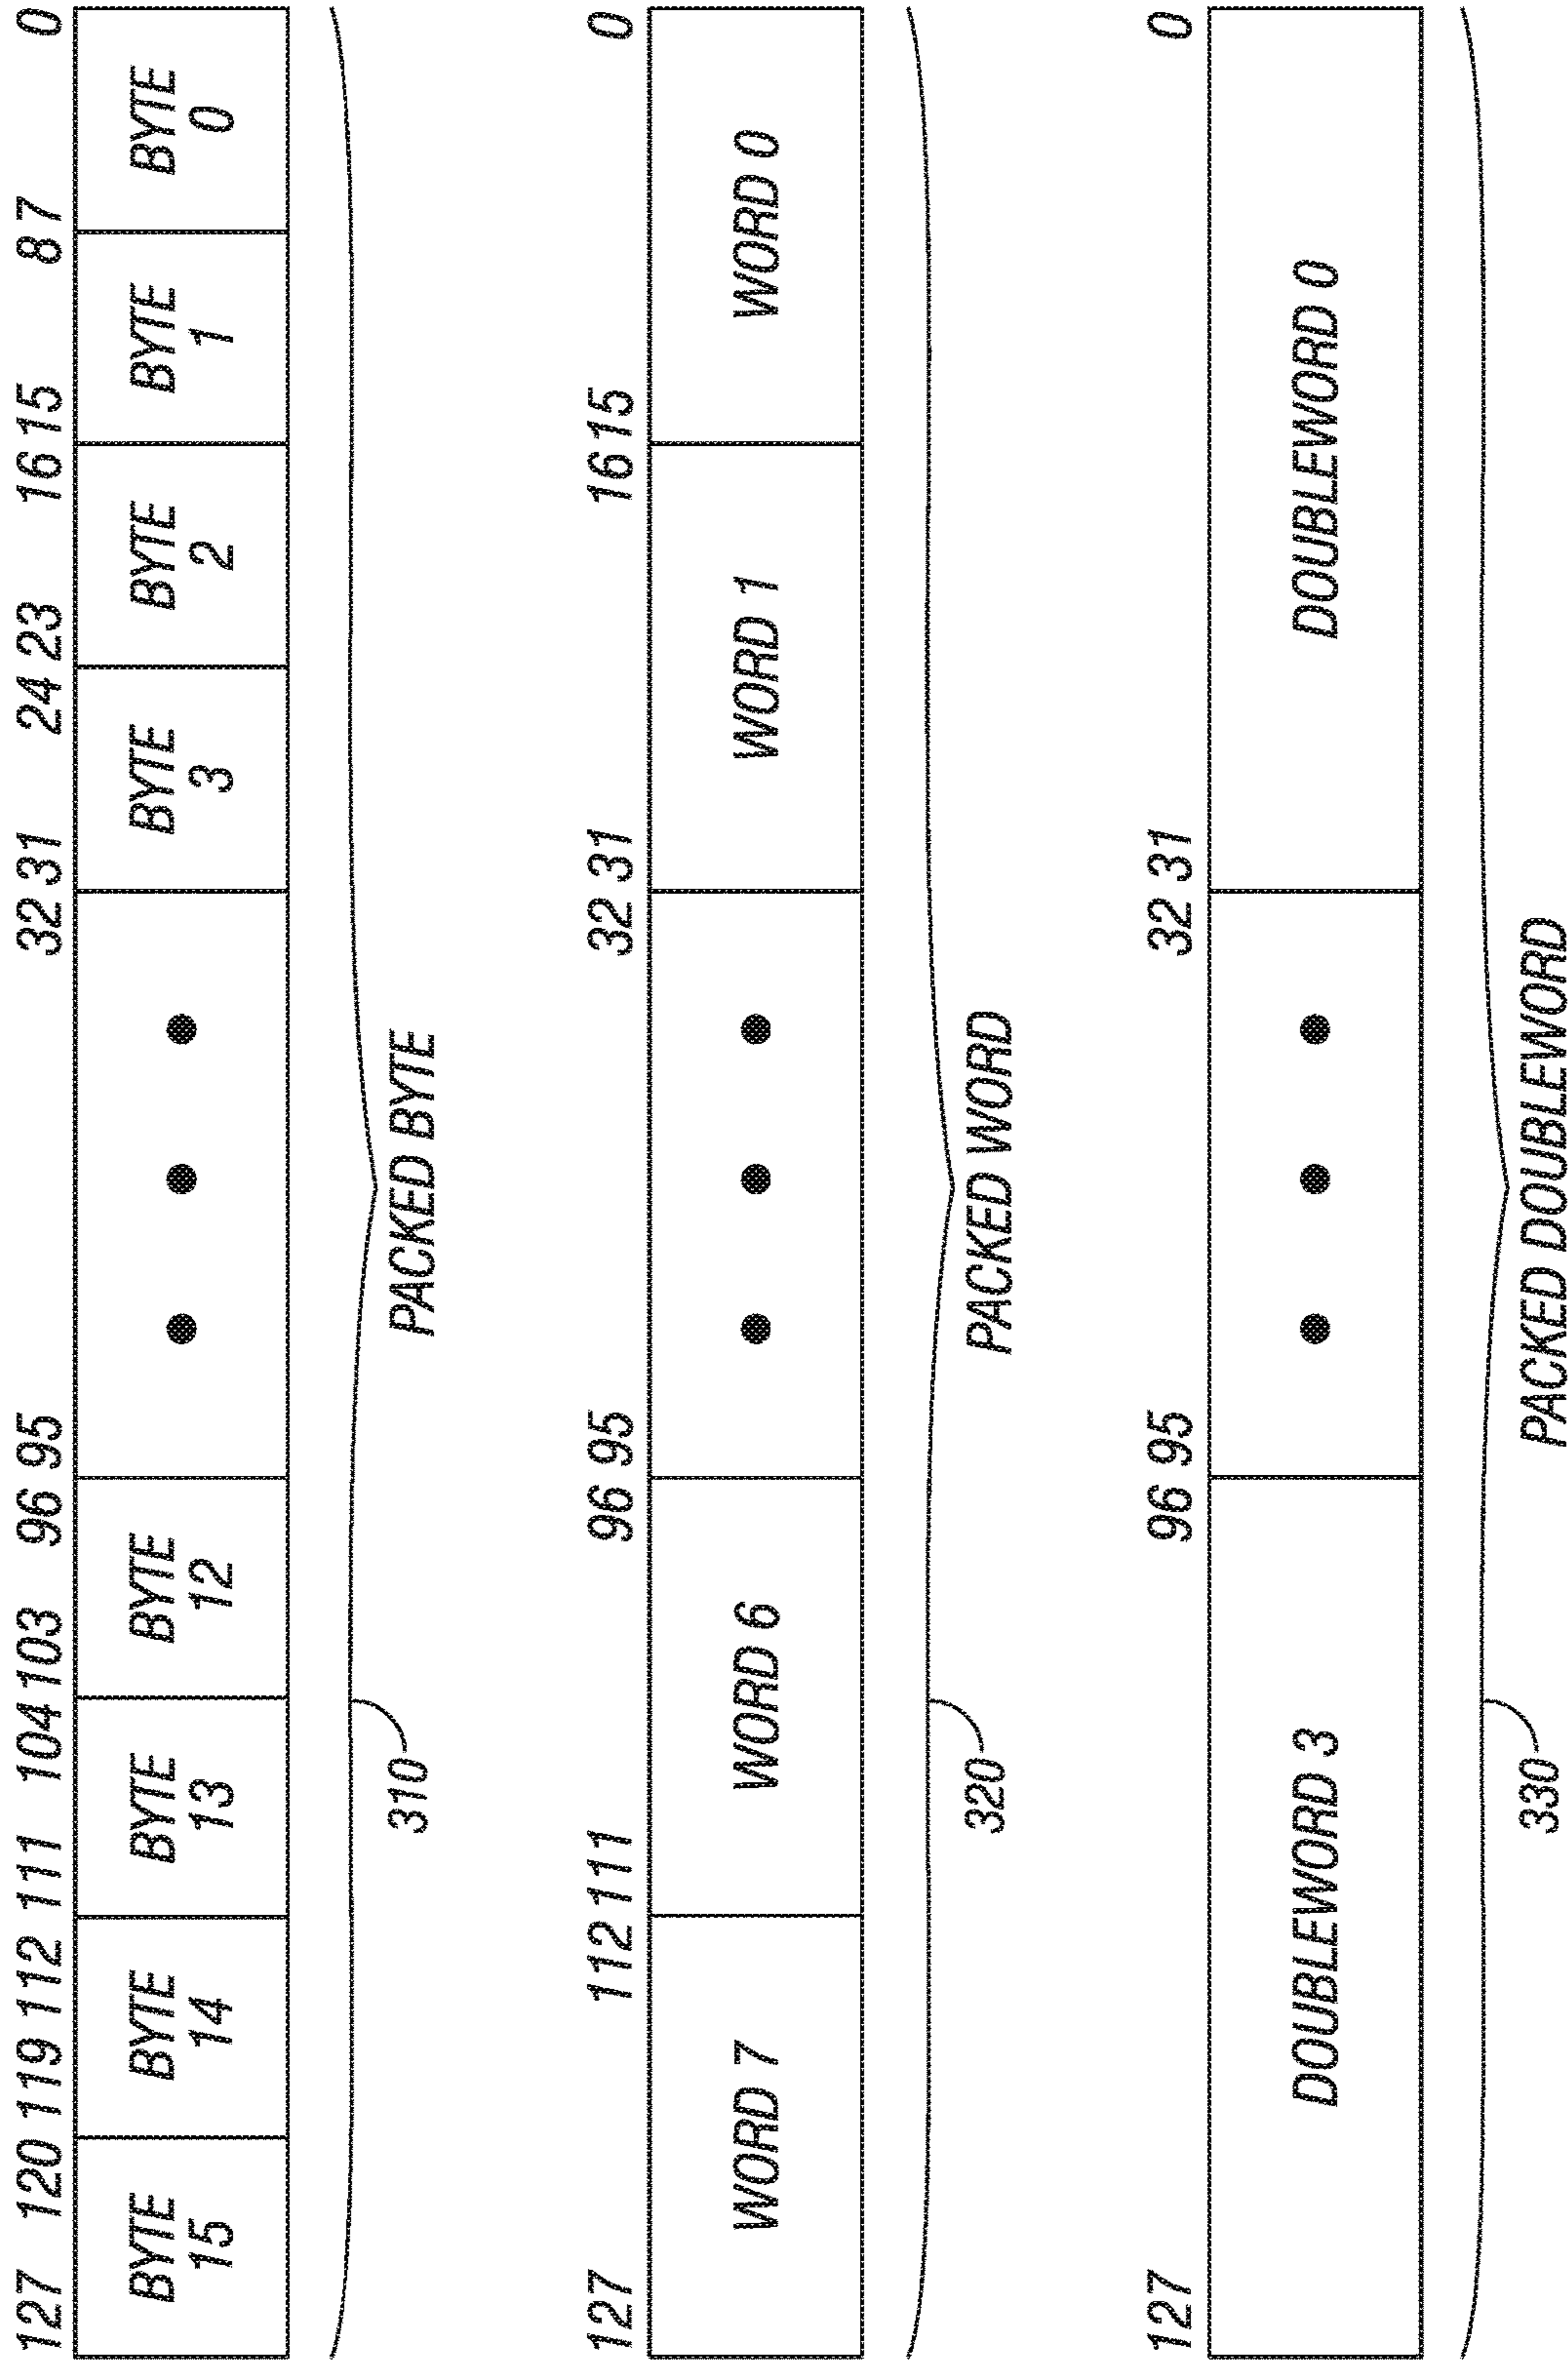 127 120 119 112 111 104 103 96 95 32 31 24 23 16 15 8 7 0
BYTE 15
BYTE 14
BYTE 13
BYTE 12
BYTE 3
BYTE 2
BYTE 1
BYTE 0
310
PACKED BYTE
127 112 111 96 95 32 31 16 15 0
WORD 7
WORD 6
WORD 1
WORD 0
320
PACKED WORD
127 96 95 32 31 0
DOUBLEWORD 3
DOUBLEWORD 0
330
PACKED DOUBLEWORD